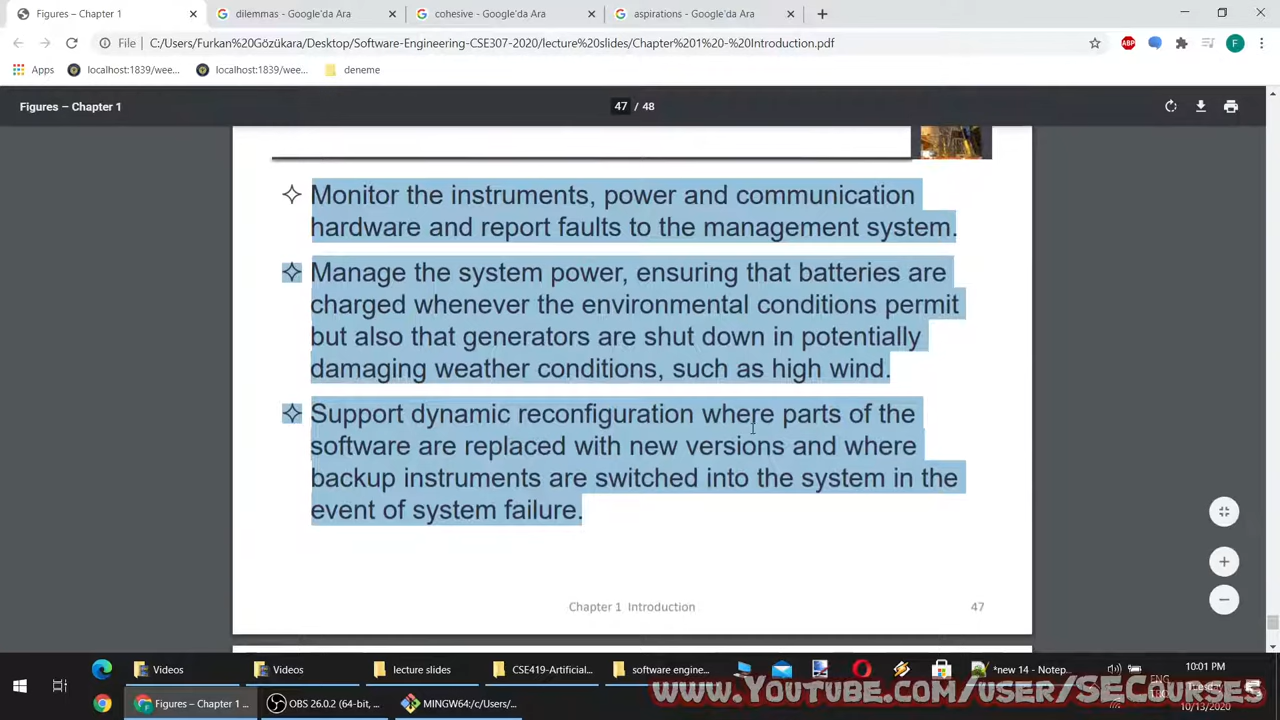 Figures – Chapter 1
dilemmas - Google'da Ara
cohesive - Google'da Ara
aspirations - Google'da Ara
File
C:/Users/Furkan%20Gözükara/Desktop/Software-Engineering-CSE307-2020/lecture%20slides/Chapter%201%20-%20Introduction.pdf
ABP
F
Apps
localhost:1839/wee...
localhost:1839/wee...
deneme
Figures – Chapter 1
47 / 48
Monitor the instruments, power and communication
hardware and report faults to the management system.
Manage the system power, ensuring that batteries are
charged whenever the environmental conditions permit
but also that generators are shut down in potentially
damaging weather conditions, such as high wind.
Support dynamic reconfiguration where parts of the
software are replaced with new versions and where
backup instruments are switched into the system in the
event of system failure.
Chapter 1 Introduction
47
Videos
Videos
lecture slides
CSE419-Artificial...
software enginee...
*new 14 - Notep...
10:01 PM
ENG
Figures – Chapter 1 ...
OBS 26.0.2 (64-bit, ...
MINGW64:/c/Users/...
10/13/2020
www.Youtube.com/user/SECourses